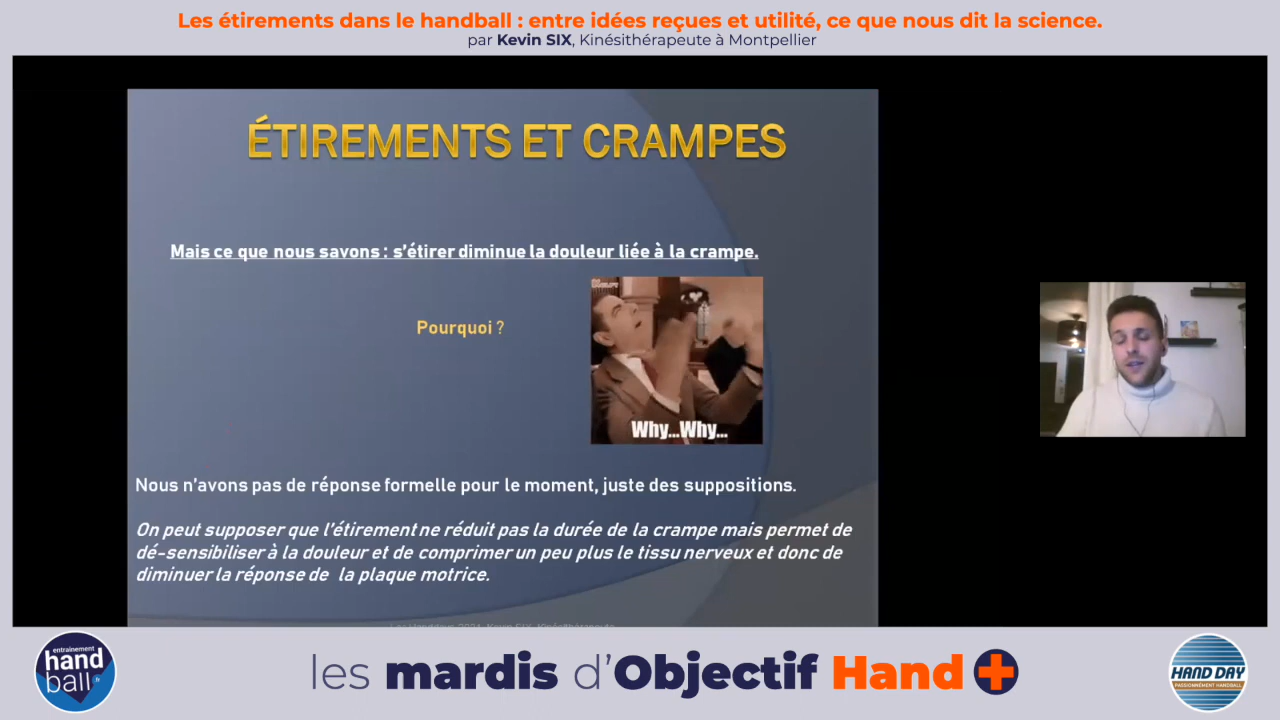 Les étirements dans le handball : entre idées reçues et utilité, ce que nous dit la science.
par Kevin SIX, Kinésithérapeute à Montpellier
ÉTIREMENTS ET CRAMPES
Mais ce que nous savons : s'étirer diminue la douleur liée à la crampe.
Pourquoi ?
Why...Why...
Nous n'avons pas de réponse formelle pour le moment, juste des suppositions.
On peut supposer que l'étirement ne réduit pas la durée de la crampe mais permet de
dé-sensibiliser à la douleur et de comprimer un peu plus le tissu nerveux et donc de
diminuer la réponse de la plaque motrice.
entrainement
hand
ball
les mardis d'Objectif Hand +
HAND DAY
PASSIONNÉMENT HANDBALL